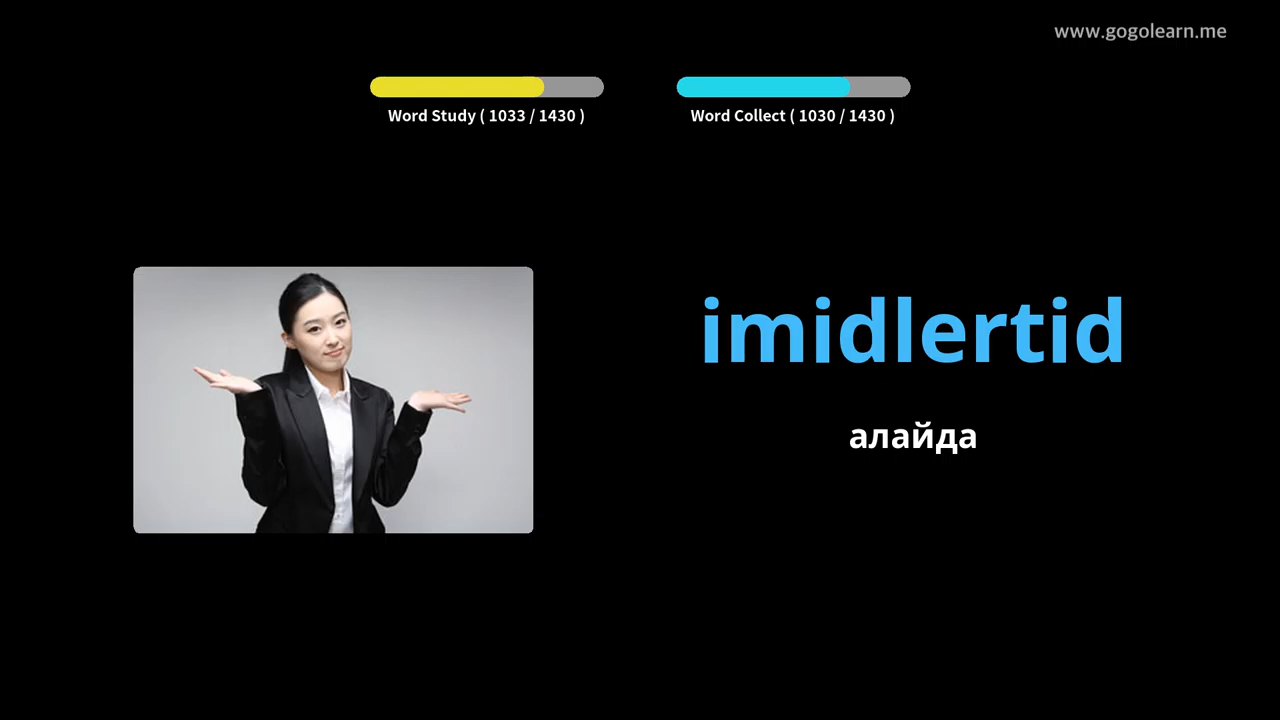 www.gogolearn.me
Word Study ( 1033 / 1430 )
Word Collect ( 1030 / 1430 )
imidlertid
алайда